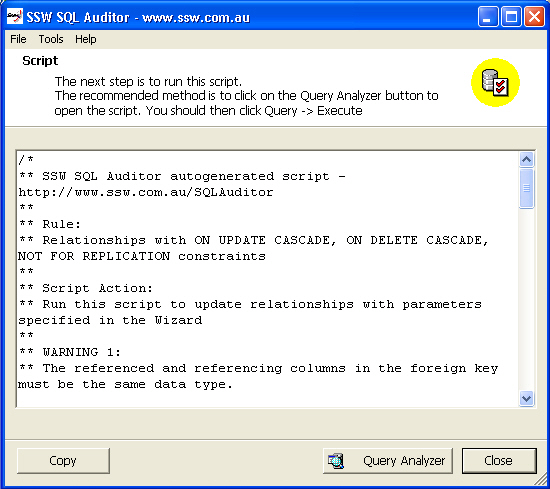 SSW SQL Auditor - www.ssw.com.au
File Tools Help
Script
The next step is to run this script.
The recommended method is to click on the Query Analyzer button to
open the script. You should then click Query -> Execute
/*
** SSW SQL Auditor autogenerated script -
http://www.ssw.com.au/SQLAuditor
**
** Rule:
** Relationships with ON UPDATE CASCADE, ON DELETE CASCADE,
NOT FOR REPLICATION constraints
**
** Script Action:
** Run this script to update relationships with parameters
specified in the Wizard
**
** WARNING 1:
** The referenced and referencing columns in the foreign key
must be the same data type.
Copy Query Analyzer Close